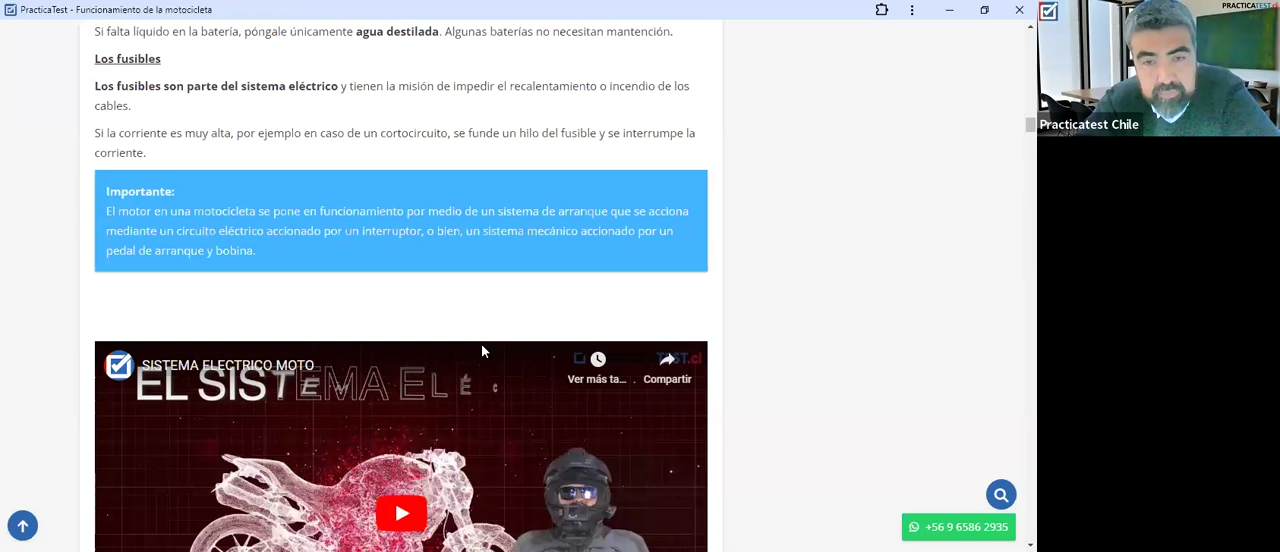 PracticaTest - Funcionamiento de la motocicleta
Si falta líquido en la batería, póngale únicamente agua destilada. Algunas baterías no necesitan mantención.
Los fusibles
Los fusibles son parte del sistema eléctrico y tienen la misión de impedir el recalentamiento o incendio de los
cables.
Si la corriente es muy alta, por ejemplo en caso de un cortocircuito, se funde un hilo del fusible y se interrumpe la
corriente.
Importante:
El motor en una motocicleta se pone en funcionamiento por medio de un sistema de arranque que se acciona
mediante un circuito eléctrico accionado por un interruptor, o bien, un sistema mecánico accionado por un
pedal de arranque y bobina.
SISTEMA ELECTRICO MOTO
EL SISTEMA ELÉC
TEST.cl
Ver más ta...
Compartir
+56 9 6586 2935
PRACTICATEST.cl
Practicatest Chile